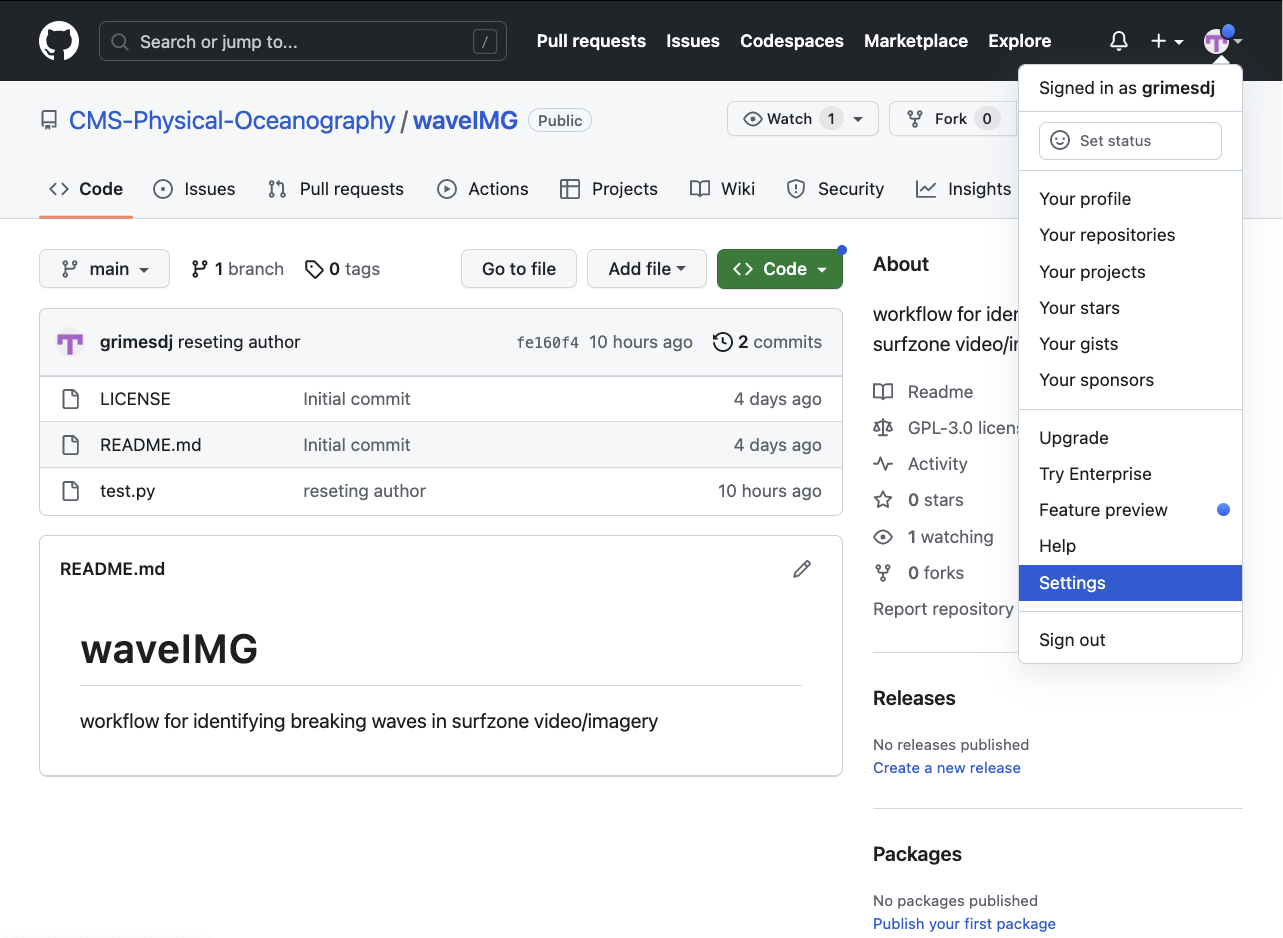 Search or jump to... /
Pull requests Issues Codespaces Marketplace Explore
CMS-Physical-Oceanography / waveIMG Public
Watch 1 Fork 0
Code Issues Pull requests Actions Projects Wiki Security Insights
main 1 branch 0 tags Go to file Add file Code
grimesdj reseting author fe160f4 10 hours ago 2 commits
LICENSE Initial commit 4 days ago
README.md Initial commit 4 days ago
test.py reseting author 10 hours ago
README.md
waveIMG
workflow for identifying breaking waves in surfzone video/imagery
About
workflow for
surfzone
Readme
GPL-3.0
Activity
0 stars
1 watching
0 forks
Report repository
Releases
No releases published
Create a new release
Packages
No packages published
Publish your first package
Signed in as grimesdj
Set status
Your profile
Your repositories
Your projects
Your stars
Your gists
Your sponsors
Upgrade
Try Enterprise
Feature preview
Help
Settings
Sign out